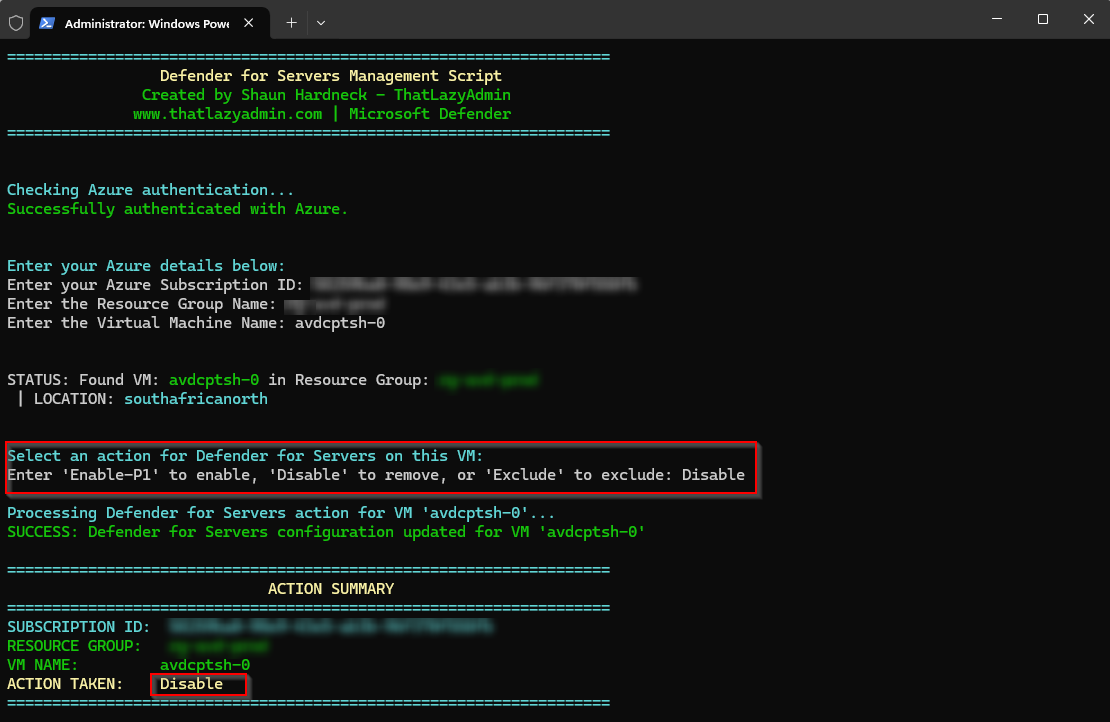 Administrator: Windows Powe
============================================================
Defender for Servers Management Script
Created by Shaun Hardneck - ThatLazyAdmin
www.thatlazyadmin.com | Microsoft Defender
============================================================
Checking Azure authentication...
Successfully authenticated with Azure.
Enter your Azure details below:
Enter your Azure Subscription ID:
Enter the Resource Group Name:
Enter the Virtual Machine Name: avdcptsh-0
STATUS: Found VM: avdcptsh-0 in Resource Group:
| LOCATION: southafricanorth
Select an action for Defender for Servers on this VM:
Enter 'Enable-P1' to enable, 'Disable' to remove, or 'Exclude' to exclude: Disable
Processing Defender for Servers action for VM 'avdcptsh-0'...
SUCCESS: Defender for Servers configuration updated for VM 'avdcptsh-0'
============================================================
ACTION SUMMARY
============================================================
SUBSCRIPTION ID:
RESOURCE GROUP:
VM NAME: avdcptsh-0
ACTION TAKEN: Disable
============================================================